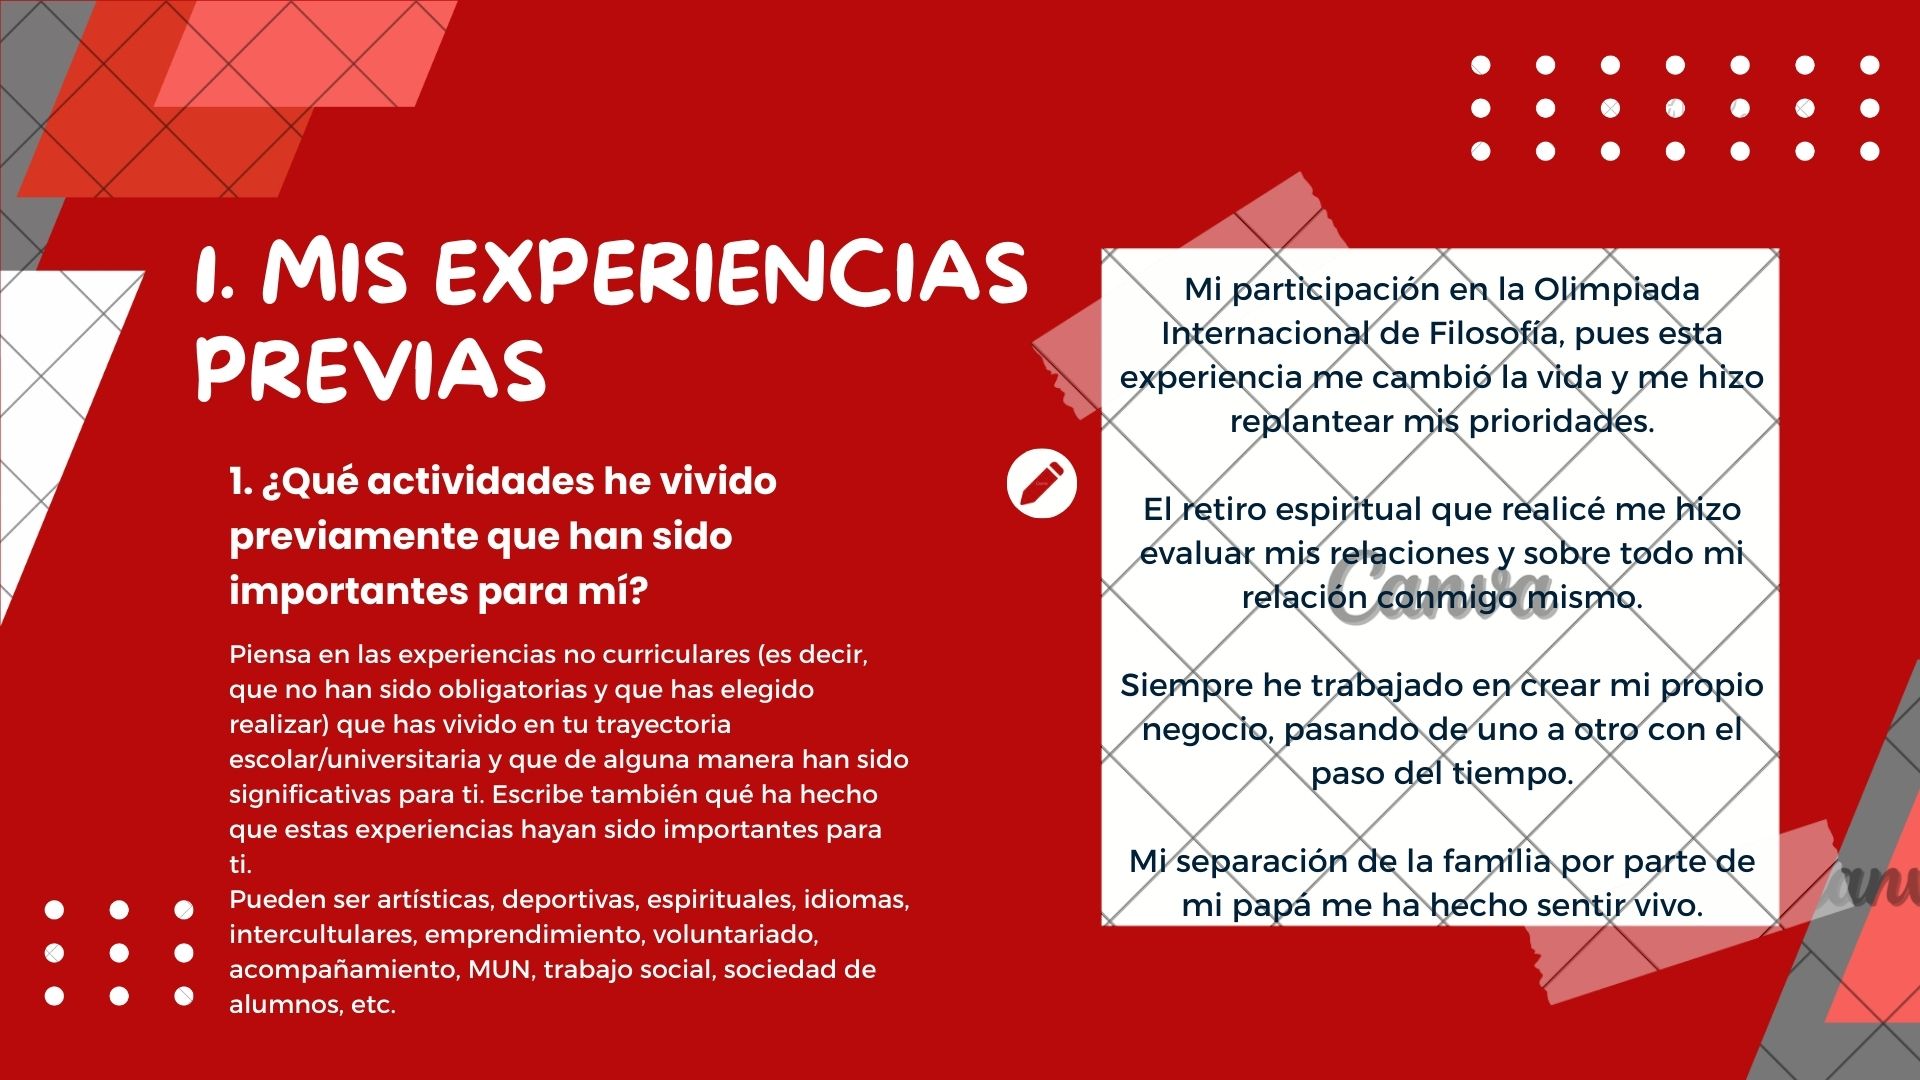 1. MIS EXPERIENCIAS
PREVIAS
1. ¿Qué actividades he vivido
previamente que han sido
importantes para mí?
Piensa en las experiencias no curriculares (es decir,
que no han sido obligatorias y que has elegido
realizar) que has vivido en tu trayectoria
escolar/universitaria y que de alguna manera han sido
significativas para ti. Escribe también qué ha hecho
que estas experiencias hayan sido importantes para
ti.
Pueden ser artísticas, deportivas, espirituales, idiomas,
intercultulares, emprendimiento, voluntariado,
acompañamiento, MUN, trabajo social, sociedad de
alumnos, etc.
Mi participación en la Olimpiada
Internacional de Filosofía, pues esta
experiencia me cambió la vida y me hizo
replantear mis prioridades.
El retiro espiritual que realicé me hizo
evaluar mis relaciones y sobre todo mi
relación conmigo mismo.
Canva
Siempre he trabajado en crear mi propio
negocio, pasando de uno a otro con el
paso del tiempo.
Mi separación de la familia por parte de
mi papá me ha hecho sentir vivo.